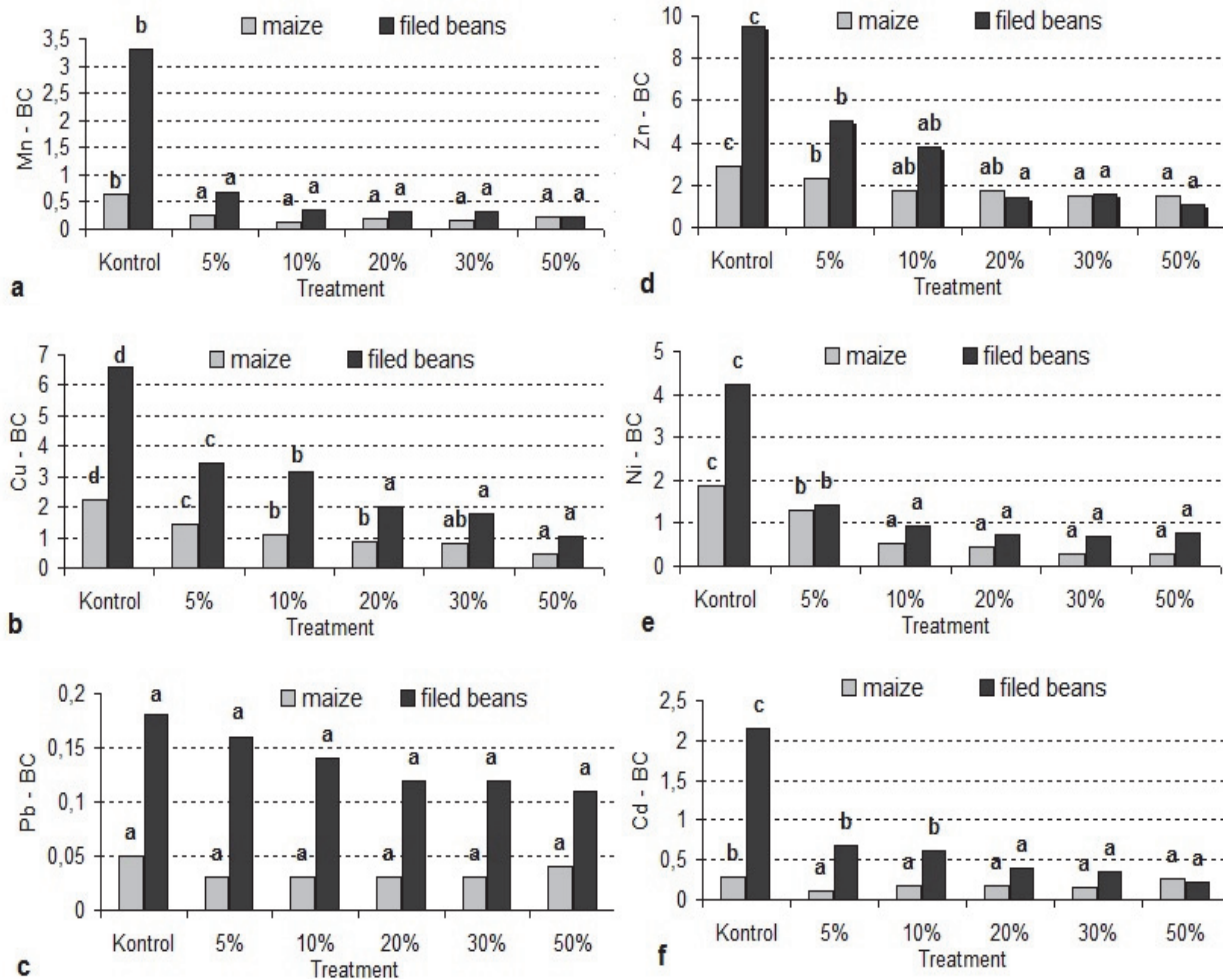 maize filed beans
Mn - BC
3,5
3
2,5
2
1,5
1
0,5
0
b b a a a a a a a a a a
Kontrol 5% 10% 20% 30% 50%
Treatment
a
maize filed beans
Zn - BC
10
8
6
4
2
0
c c b b ab ab ab a a a a a
Kontrol 5% 10% 20% 30% 50%
Treatment
d
maize filed beans
Cu - BC
7
6
5
4
3
2
1
0
d d c c b b b a ab a a a
Kontrol 5% 10% 20% 30% 50%
Treatment
b
maize filed beans
Ni - BC
5
4
3
2
1
0
c c b b a a a a a a a a
Kontrol 5% 10% 20% 30% 50%
Treatment
e
maize filed beans
Pb - BC
0,2
0,15
0,1
0,05
0
a a a a a a a a a a a a
Kontrol 5% 10% 20% 30% 50%
Treatment
c
maize filed beans
Cd - BC
2,5
2
1,5
1
0,5
0
b c a b a b a a a a a a
Kontrol 5% 10% 20% 30% 50%
Treatment
f